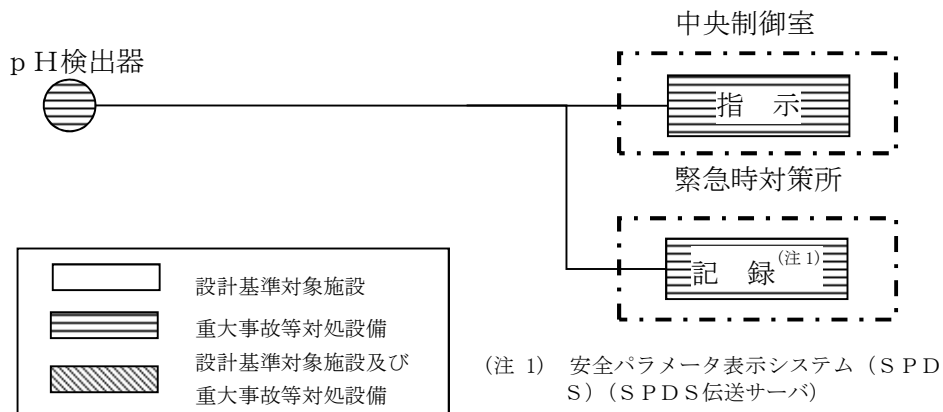 中央制御室
ｐＨ検出器
指　示
緊急時対策所
記　録(注 1)
設計基準対象施設
重大事故等対処設備
設計基準対象施設及び
重大事故等対処設備
(注 1)　安全パラメータ表示システム（ＳＰＤ
Ｓ）（ＳＰＤＳ伝送サーバ）